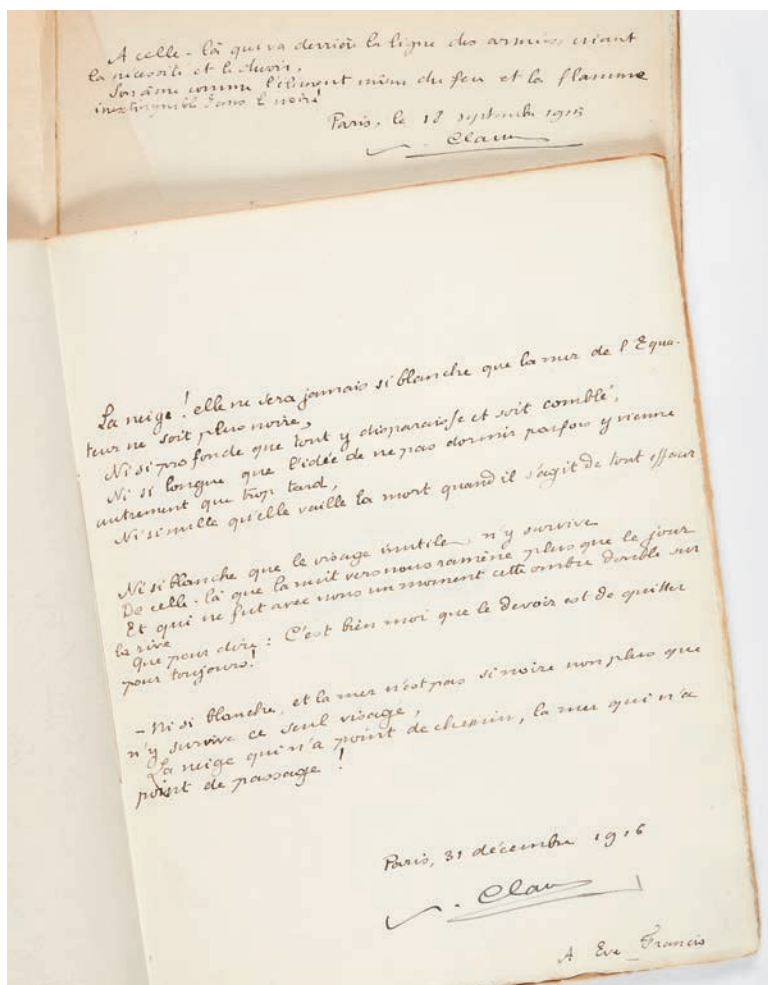 A celle-là qui va derrière la ligne des armées, criant
la nécessité et le devoir,
Son âme comme l'élément même du feu et la flamme
inextinguible dans le noir!
Paris, le 18 septembre 1915
P. Claudel
La neige! elle ne sera jamais si blanche que la mer de l'Equa-
teur ne soit plus noire,
Ni si profonde que tout y disparaisse et soit comblé,
Ni si longue que l'idée de ne pas dormir parfois y vienne
autrement que trop tard,
Ni si nulle qu'elle vaille la mort quand il s'agit de tout effacer
Ni si blanche que le visage inutile n'y survive
De celle-là que la nuit vers nous ramène plus que le jour
Et qui ne fut avec nous un moment cette ombre double sur
la rive
Que pour dire: C'est bien moi que le devoir est de quitter
pour toujours!
- Ni si blanche, et la mer n'est pas si noire non plus que
n'y survive ce seul visage,
La neige qui n'a point de chemin, la mer qui n'a
point de passage!
Paris, 31 décembre 1916
P. Claudel
A Eve Francis